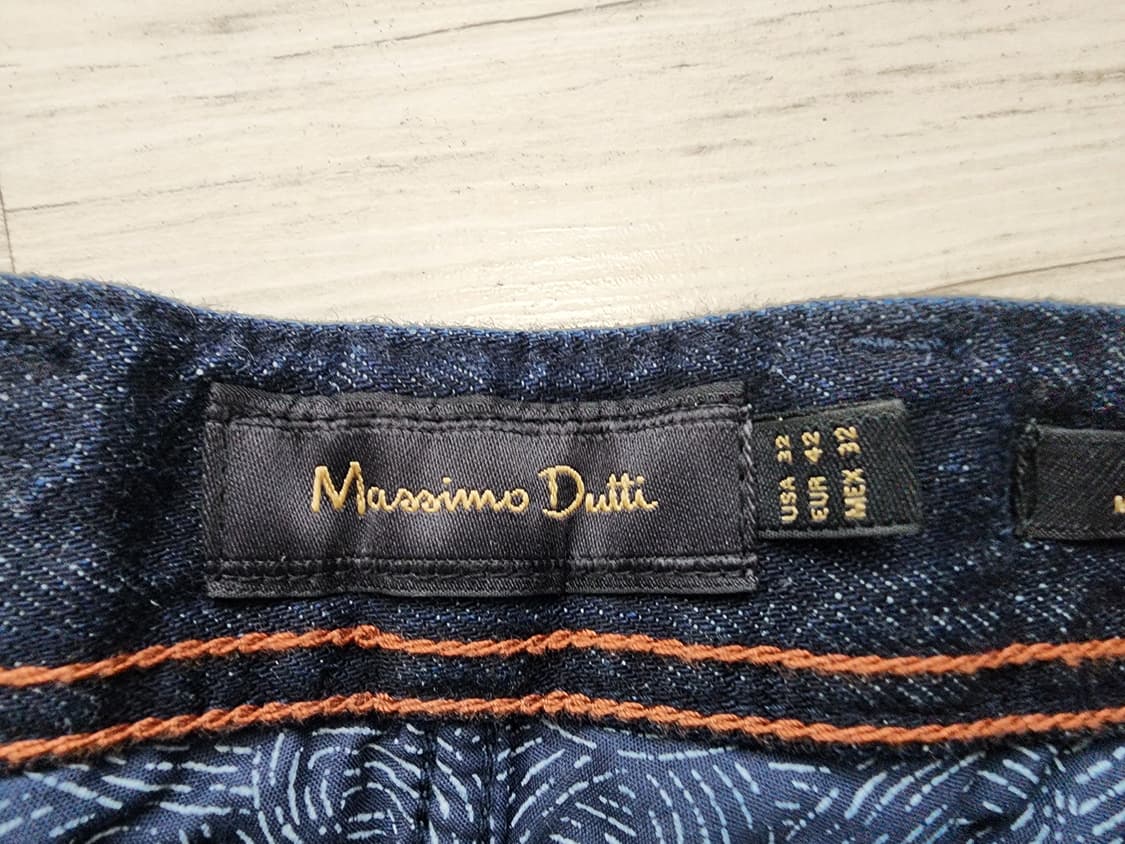 Massimo Dutti
USA 32
EUR 42
MEX 32